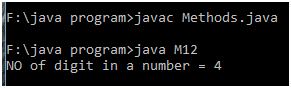 F:\java program>javac Methods.java
F:\java program>java M12
NO of digit in a number = 4